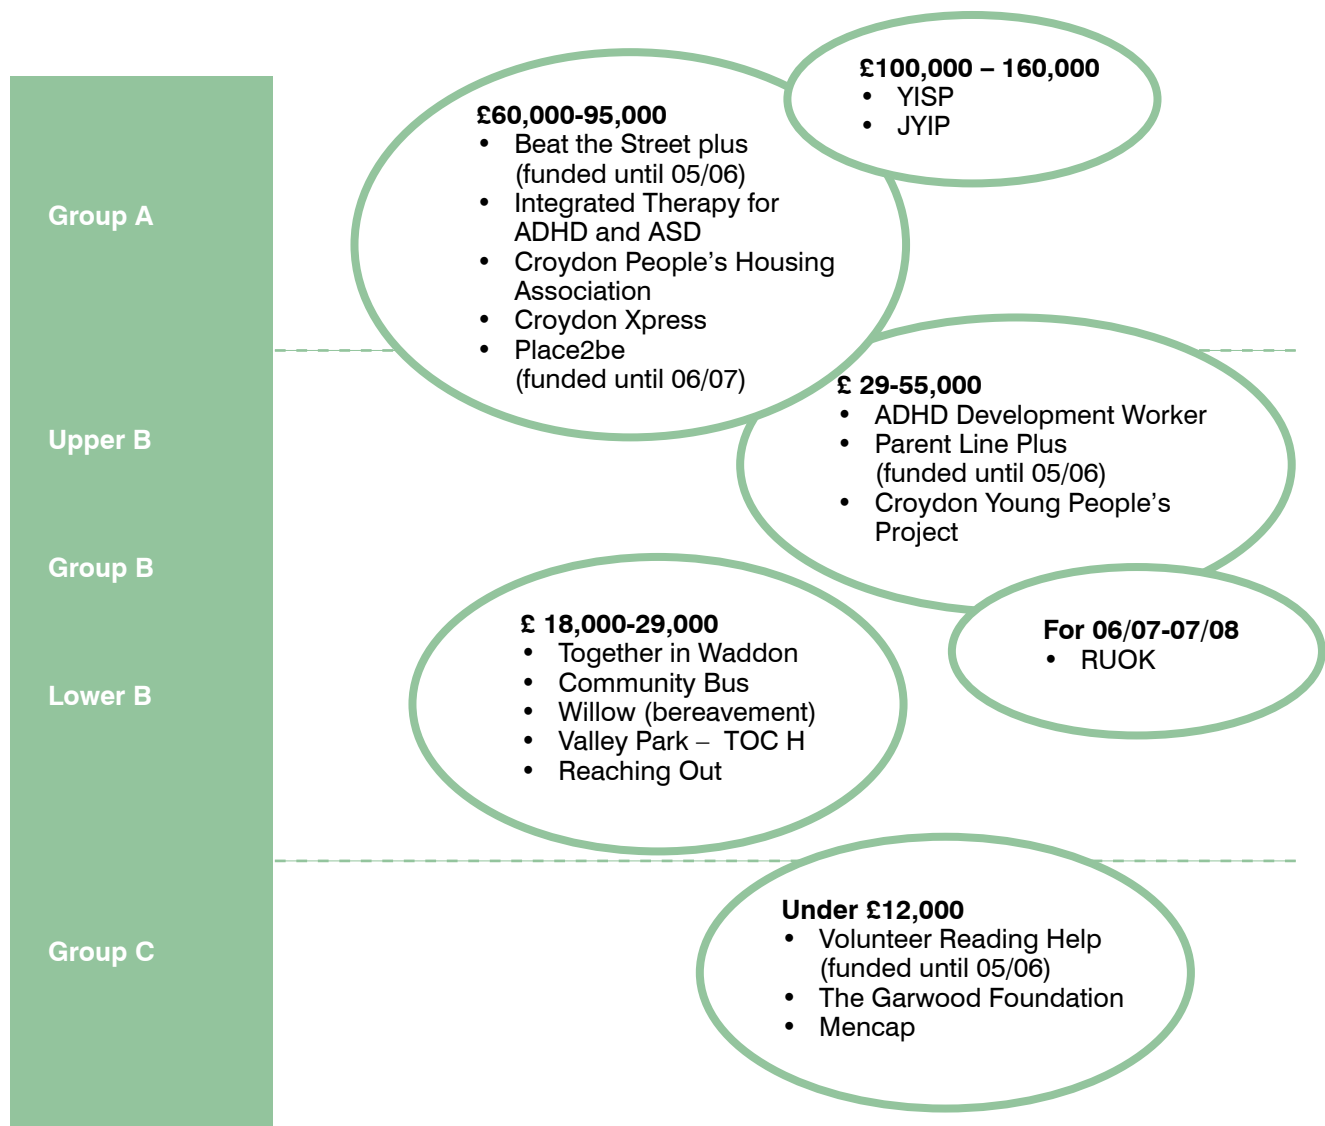 £100,000 – 160,000
• YISP
• JYIP
£60,000-95,000
• Beat the Street plus
(funded until 05/06)
• Integrated Therapy for
ADHD and ASD
• Croydon People’s Housing
Association
• Croydon Xpress
• Place2be
(funded until 06/07)
Group A
£ 29-55,000
• ADHD Development Worker
• Parent Line Plus
(funded until 05/06)
• Croydon Young People’s
Project
Upper B
Group B
£ 18,000-29,000
• Together in Waddon
• Community Bus
• Willow (bereavement)
• Valley Park – TOC H
• Reaching Out
For 06/07-07/08
• RUOK
Lower B
Under £12,000
• Volunteer Reading Help
(funded until 05/06)
• The Garwood Foundation
• Mencap
Group C